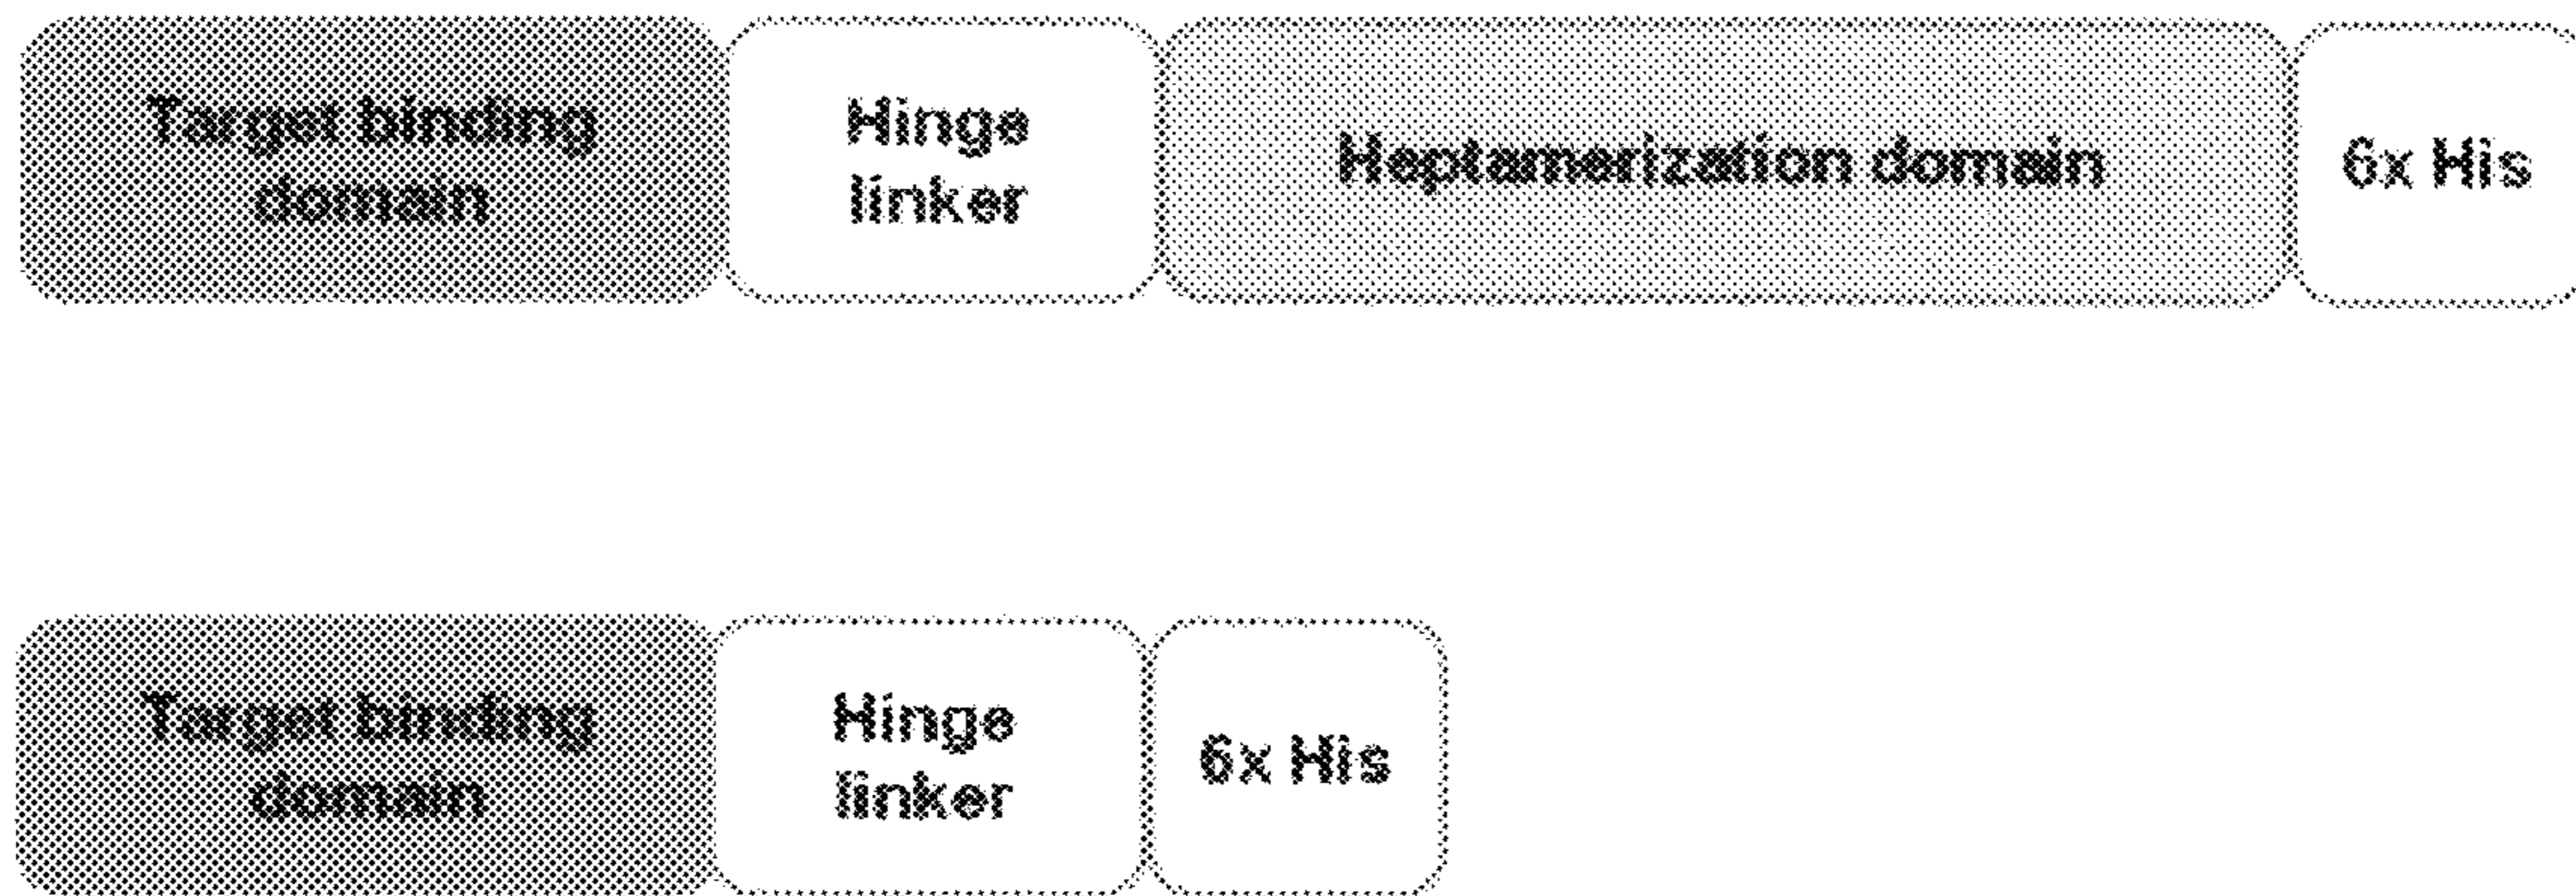 Target binding
domain
Hinge
linker
Heptamerization domain
6x His
Target binding
domain
Hinge
linker
6x His